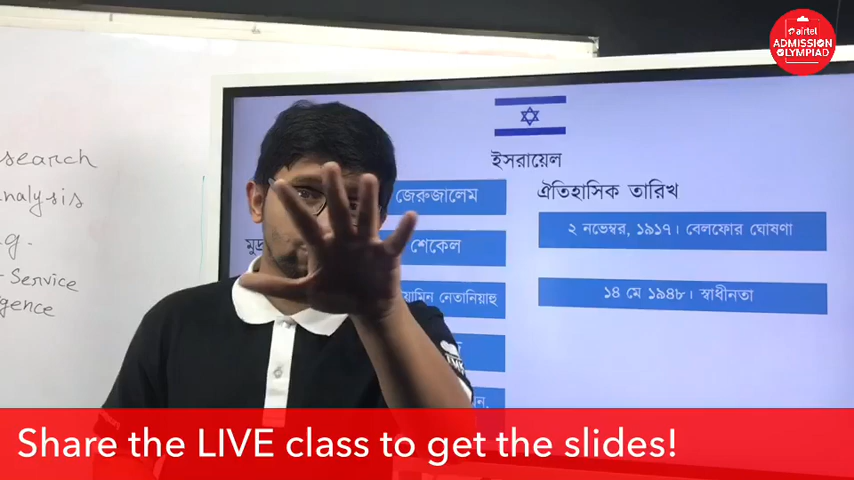 airtel
ADMISSION
OLYMPIAD
search
nalysis
Service
gence
ইসরায়েল
জেরুজালেম
শেকেল
য়ামিন নেতানিয়াহু
ঐতিহাসিক তারিখ
২ নভেম্বর, ১৯১৭। বেলফোর ঘোষণা
১৪ মে ১৯৪৮। স্বাধীনতা
Share the LIVE class to get the slides!